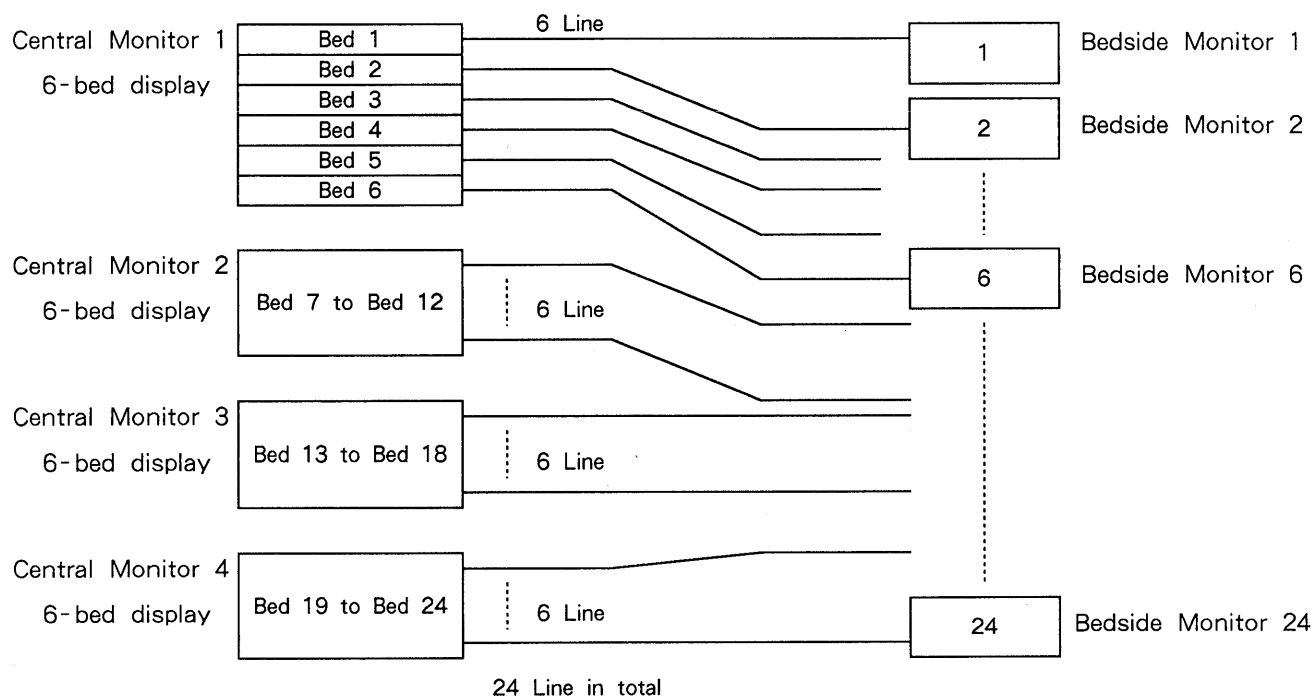 6 Line
Central Monitor 1
6-bed display
Bed 1
Bed 2
Bed 3
Bed 4
Bed 5
Bed 6
1
Bedside Monitor 1
2
Bedside Monitor 2
6
Bedside Monitor 6
Central Monitor 2
6-bed display
Bed 7 to Bed 12
6 Line
Central Monitor 3
6-bed display
Bed 13 to Bed 18
6 Line
Central Monitor 4
6-bed display
Bed 19 to Bed 24
6 Line
24
Bedside Monitor 24
24 Line in total